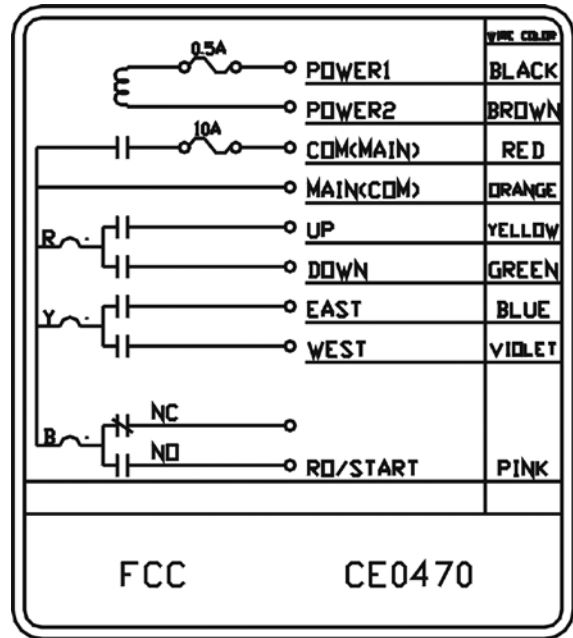 WIRE COLOR
0.5A
POWER1 BLACK
POWER2 BROWN
10A
COM(MAIN) RED
MAIN(COM) ORANGE
UP YELLOW
R
DOWN GREEN
EAST BLUE
Y
WEST VIOLET
NC
B
NO
RO/START PINK
FCC CE0470